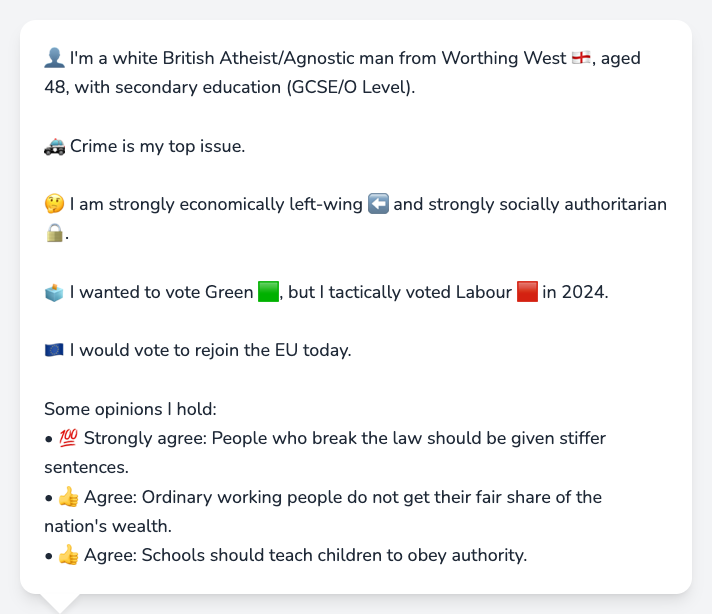 👤 I'm a white British Atheist/Agnostic man from Worthing West 🏴󠁧󠁢󠁥󠁮󠁧󠁿, aged
48, with secondary education (GCSE/O Level).
🚓 Crime is my top issue.
🤔 I am strongly economically left-wing ⬅️ and strongly socially authoritarian
🔒.
🗳️ I wanted to vote Green 🟩, but I tactically voted Labour 🟥 in 2024.
🇪🇺 I would vote to rejoin the EU today.
Some opinions I hold:
• 💯 Strongly agree: People who break the law should be given stiffer
sentences.
• 👍 Agree: Ordinary working people do not get their fair share of the
nation's wealth.
• 👍 Agree: Schools should teach children to obey authority.